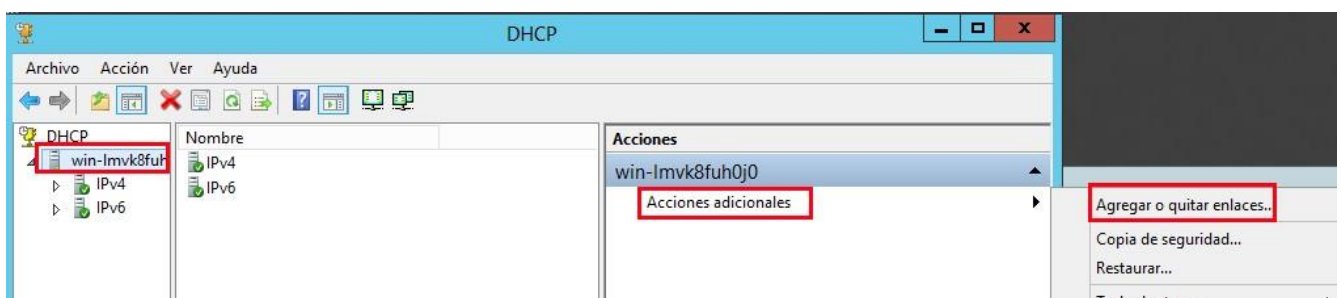 DHCP
Archivo Acción Ver Ayuda
DHCP
win-lmvk8fuh
IPv4
IPv6
Nombre
IPv4
IPv6
Acciones
win-lmvk8fuh0j0
Acciones adicionales
Agregar o quitar enlaces...
Copia de seguridad...
Restaurar...